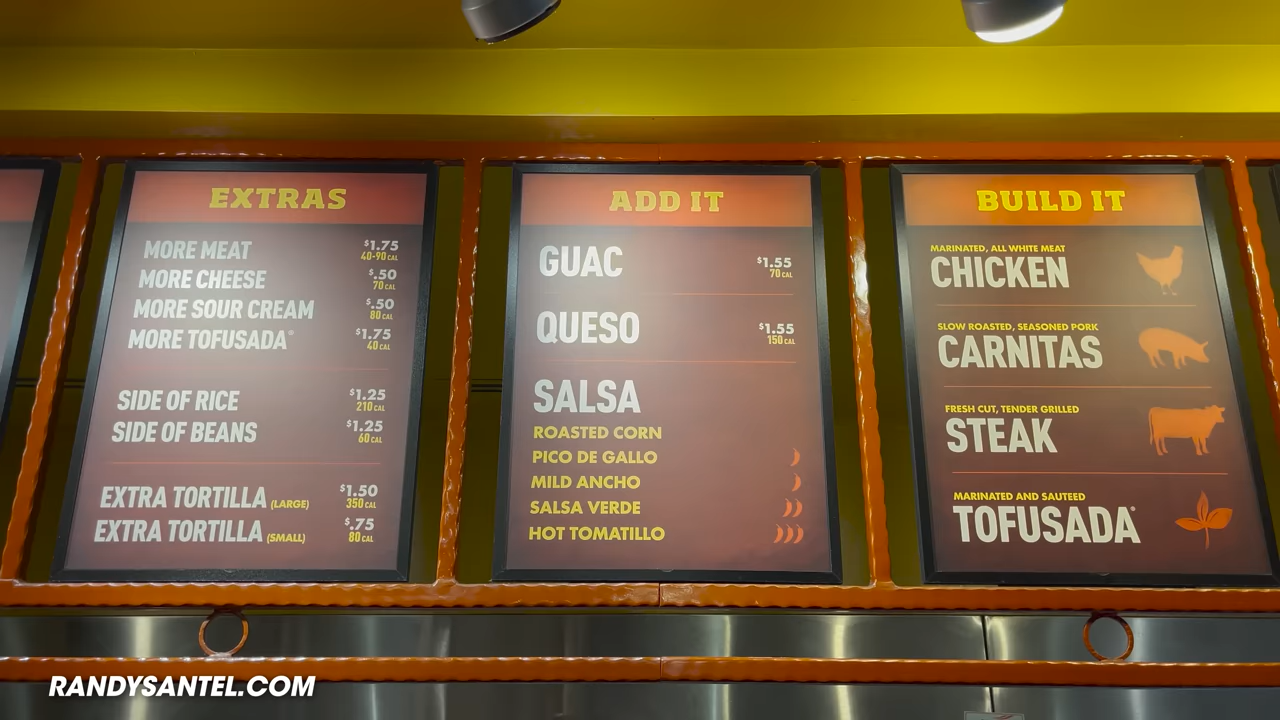 EXTRAS
MORE MEAT $1.75
40-90 CAL
MORE CHEESE $.50
70 CAL
MORE SOUR CREAM $.50
80 CAL
MORE TOFUSADA® $1.75
40 CAL
SIDE OF RICE $1.25
210 CAL
SIDE OF BEANS $1.25
60 CAL
EXTRA TORTILLA (LARGE) $1.50
350 CAL
EXTRA TORTILLA (SMALL) $.75
80 CAL
ADD IT
GUAC $1.55
70 CAL
QUESO $1.55
150 CAL
SALSA
ROASTED CORN
PICO DE GALLO
MILD ANCHO
SALSA VERDE
HOT TOMATILLO
BUILD IT
MARINATED, ALL WHITE MEAT
CHICKEN
SLOW ROASTED, SEASONED PORK
CARNITAS
FRESH CUT, TENDER GRILLED
STEAK
MARINATED AND SAUTEED
TOFUSADA®
RANDYSANTEL.COM